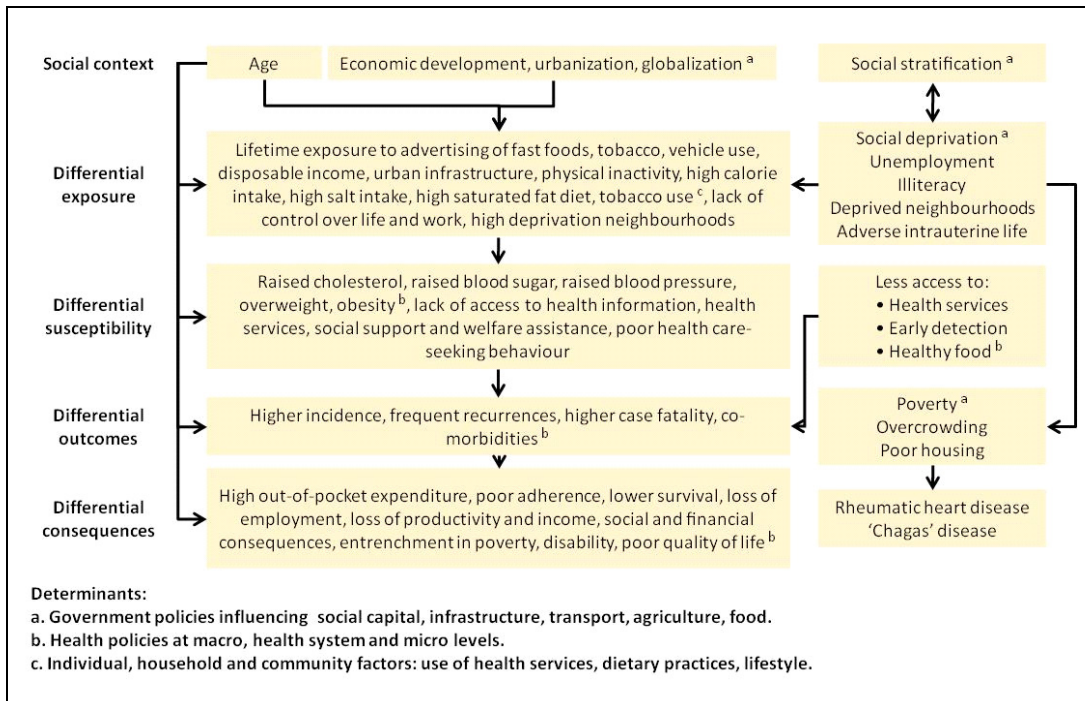 Social context
Age
Economic development, urbanization, globalization a
Social stratification a
Differential
exposure
Lifetime exposure to advertising of fast foods, tobacco, vehicle use,
disposable income, urban infrastructure, physical inactivity, high calorie
intake, high salt intake, high saturated fat diet, tobacco use c, lack of
control over life and work, high deprivation neighbourhoods
Social deprivation a
Unemployment
Illiteracy
Deprived neighbourhoods
Adverse intrauterine life
Differential
susceptibility
Raised cholesterol, raised blood sugar, raised blood pressure,
overweight, obesity b, lack of access to health information, health
services, social support and welfare assistance, poor health care-
seeking behaviour
Less access to:
• Health services
• Early detection
• Healthy food b
Differential
outcomes
Higher incidence, frequent recurrences, higher case fatality, co-
morbidities b
Poverty a
Overcrowding
Poor housing
Differential
consequences
High out-of-pocket expenditure, poor adherence, lower survival, loss of
employment, loss of productivity and income, social and financial
consequences, entrenchment in poverty, disability, poor quality of life b
Rheumatic heart disease
‘Chagas’ disease
Determinants:
a. Government policies influencing social capital, infrastructure, transport, agriculture, food.
b. Health policies at macro, health system and micro levels.
c. Individual, household and community factors: use of health services, dietary practices, lifestyle.